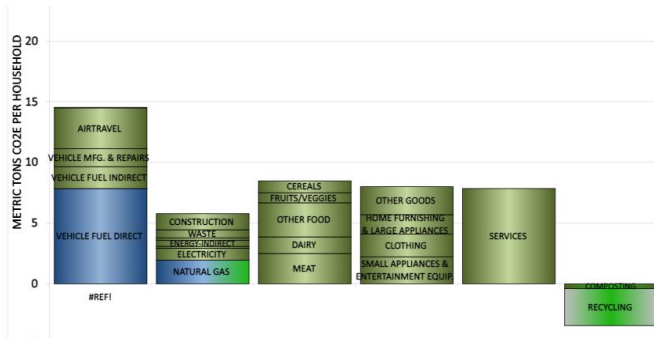 METRIC TONS CO2E PER HOUSEHOLD
20
15
10
5
0
AIRTRAVEL
VEHICLE MFG. & REPAIRS
VEHICLE FUEL INDIRECT
VEHICLE FUEL DIRECT
#REF!
CONSTRUCTION
WASTE
ENERGY-INDIRECT
ELECTRICITY
NATURAL GAS
CEREALS
FRUITS/VEGGIES
OTHER FOOD
DAIRY
MEAT
OTHER GOODS
HOME FURNISHING
& LARGE APPLIANCES
CLOTHING
SMALL APPLIANCES &
ENTERTAINMENT EQUIP.
SERVICES
COMPOSTING
RECYCLING